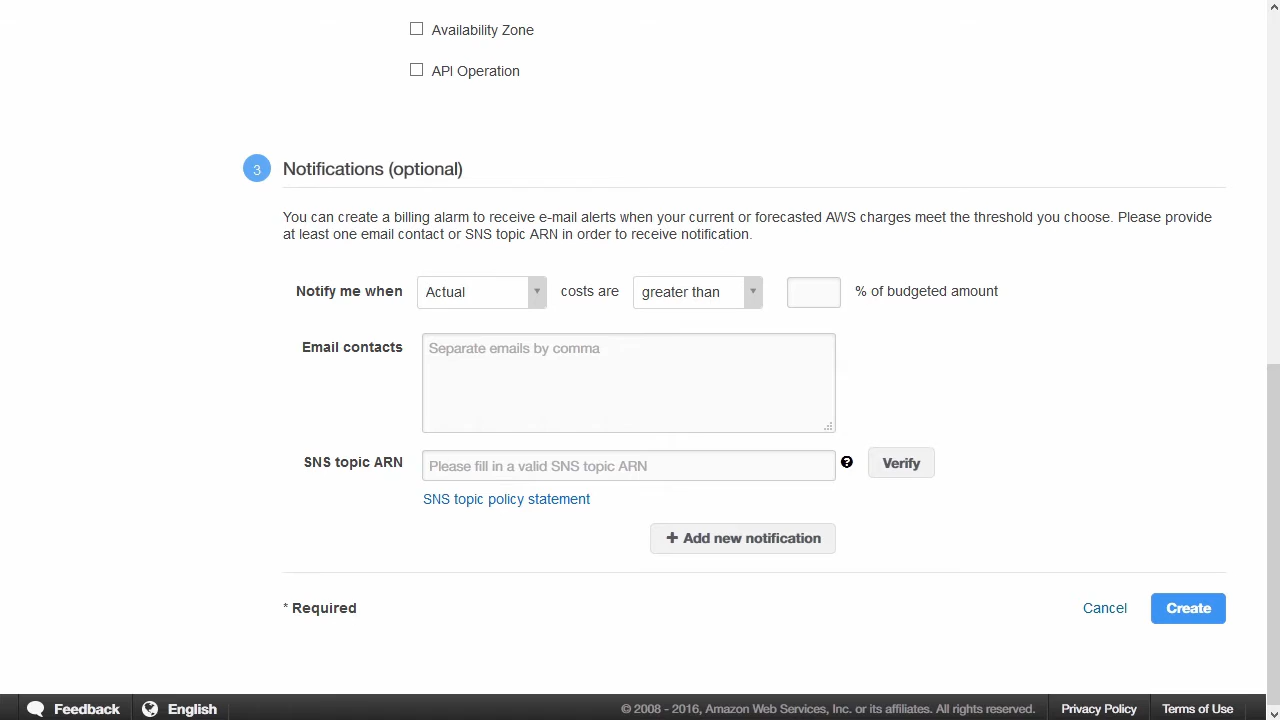 Availability Zone
API Operation
3 Notifications (optional)
You can create a billing alarm to receive e-mail alerts when your current or forecasted AWS charges meet the threshold you choose. Please provide
at least one email contact or SNS topic ARN in order to receive notification.
Notify me when Actual costs are greater than % of budgeted amount
Email contacts Separate emails by comma
SNS topic ARN Please fill in a valid SNS topic ARN ? Verify
SNS topic policy statement
+ Add new notification
* Required Cancel Create
Feedback English © 2008 - 2016, Amazon Web Services, Inc. or its affiliates. All rights reserved. Privacy Policy Terms of Use